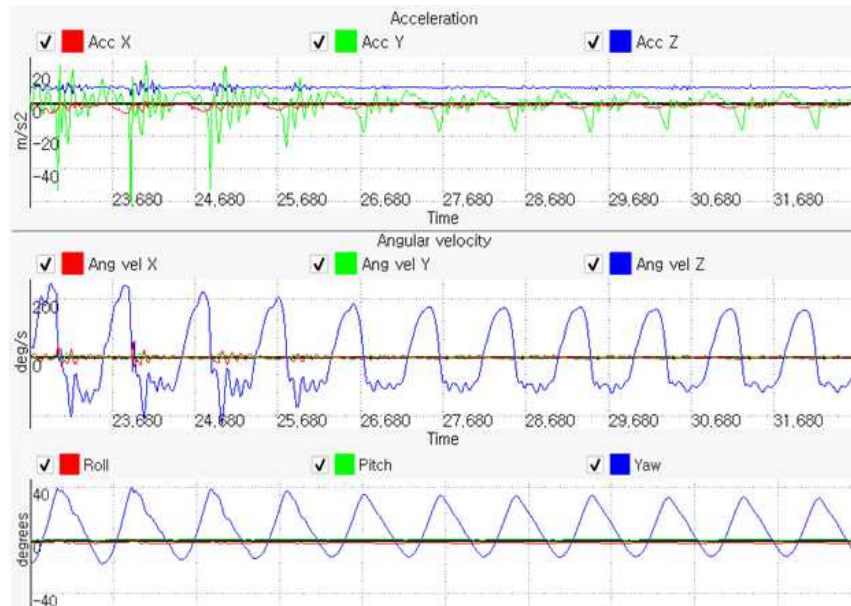 Acceleration
Acc X Acc Y Acc Z
20
0
-20
-40
m/s2
23,680 24,680 25,680 26,680 27,680 28,680 29,680 30,680 31,680
Time
Angular velocity
Ang vel X Ang vel Y Ang vel Z
200
0
deg/s
23,680 24,680 25,680 26,680 27,680 28,680 29,680 30,680 31,680
Time
Roll Pitch Yaw
40
0
-40
degrees